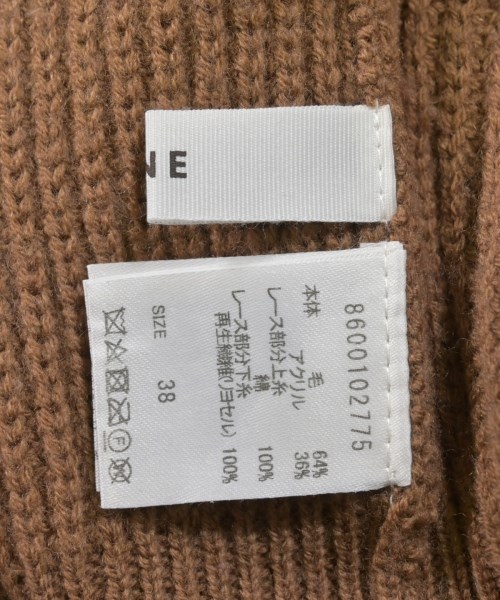 NE
8600102775
本体
毛 64%
アクリル 36%
レース部分上糸
綿 100%
レース部分下糸
再生繊維(リヨセル) 100%
SIZE 38